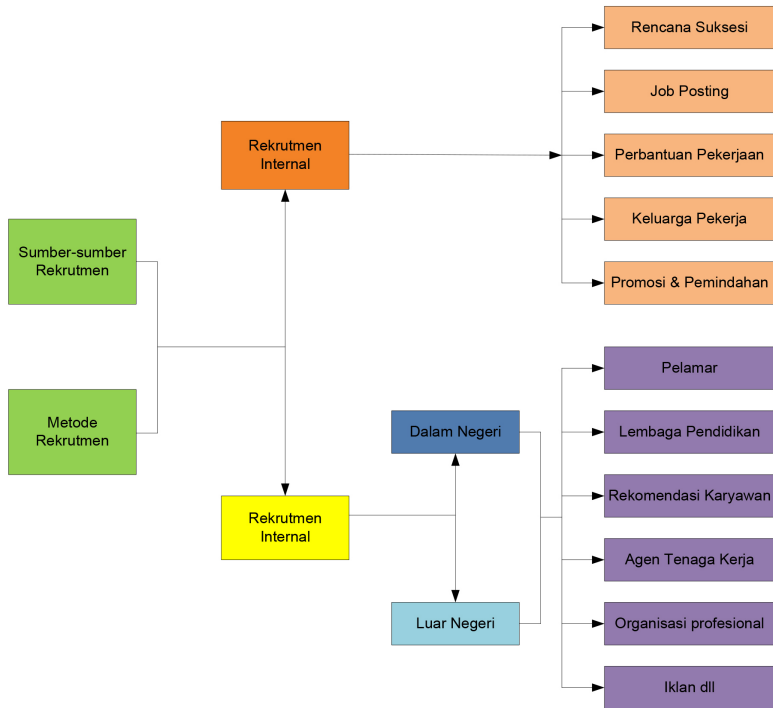 Sumber-sumber
Rekrutmen
Metode
Rekrutmen
Rekrutmen
Internal
Rencana Suksesi
Job Posting
Perbantuan Pekerjaan
Keluarga Pekerja
Promosi & Pemindahan
Rekrutmen
Internal
Dalam Negeri
Luar Negeri
Pelamar
Lembaga Pendidikan
Rekomendasi Karyawan
Agen Tenaga Kerja
Organisasi profesional
Iklan dll